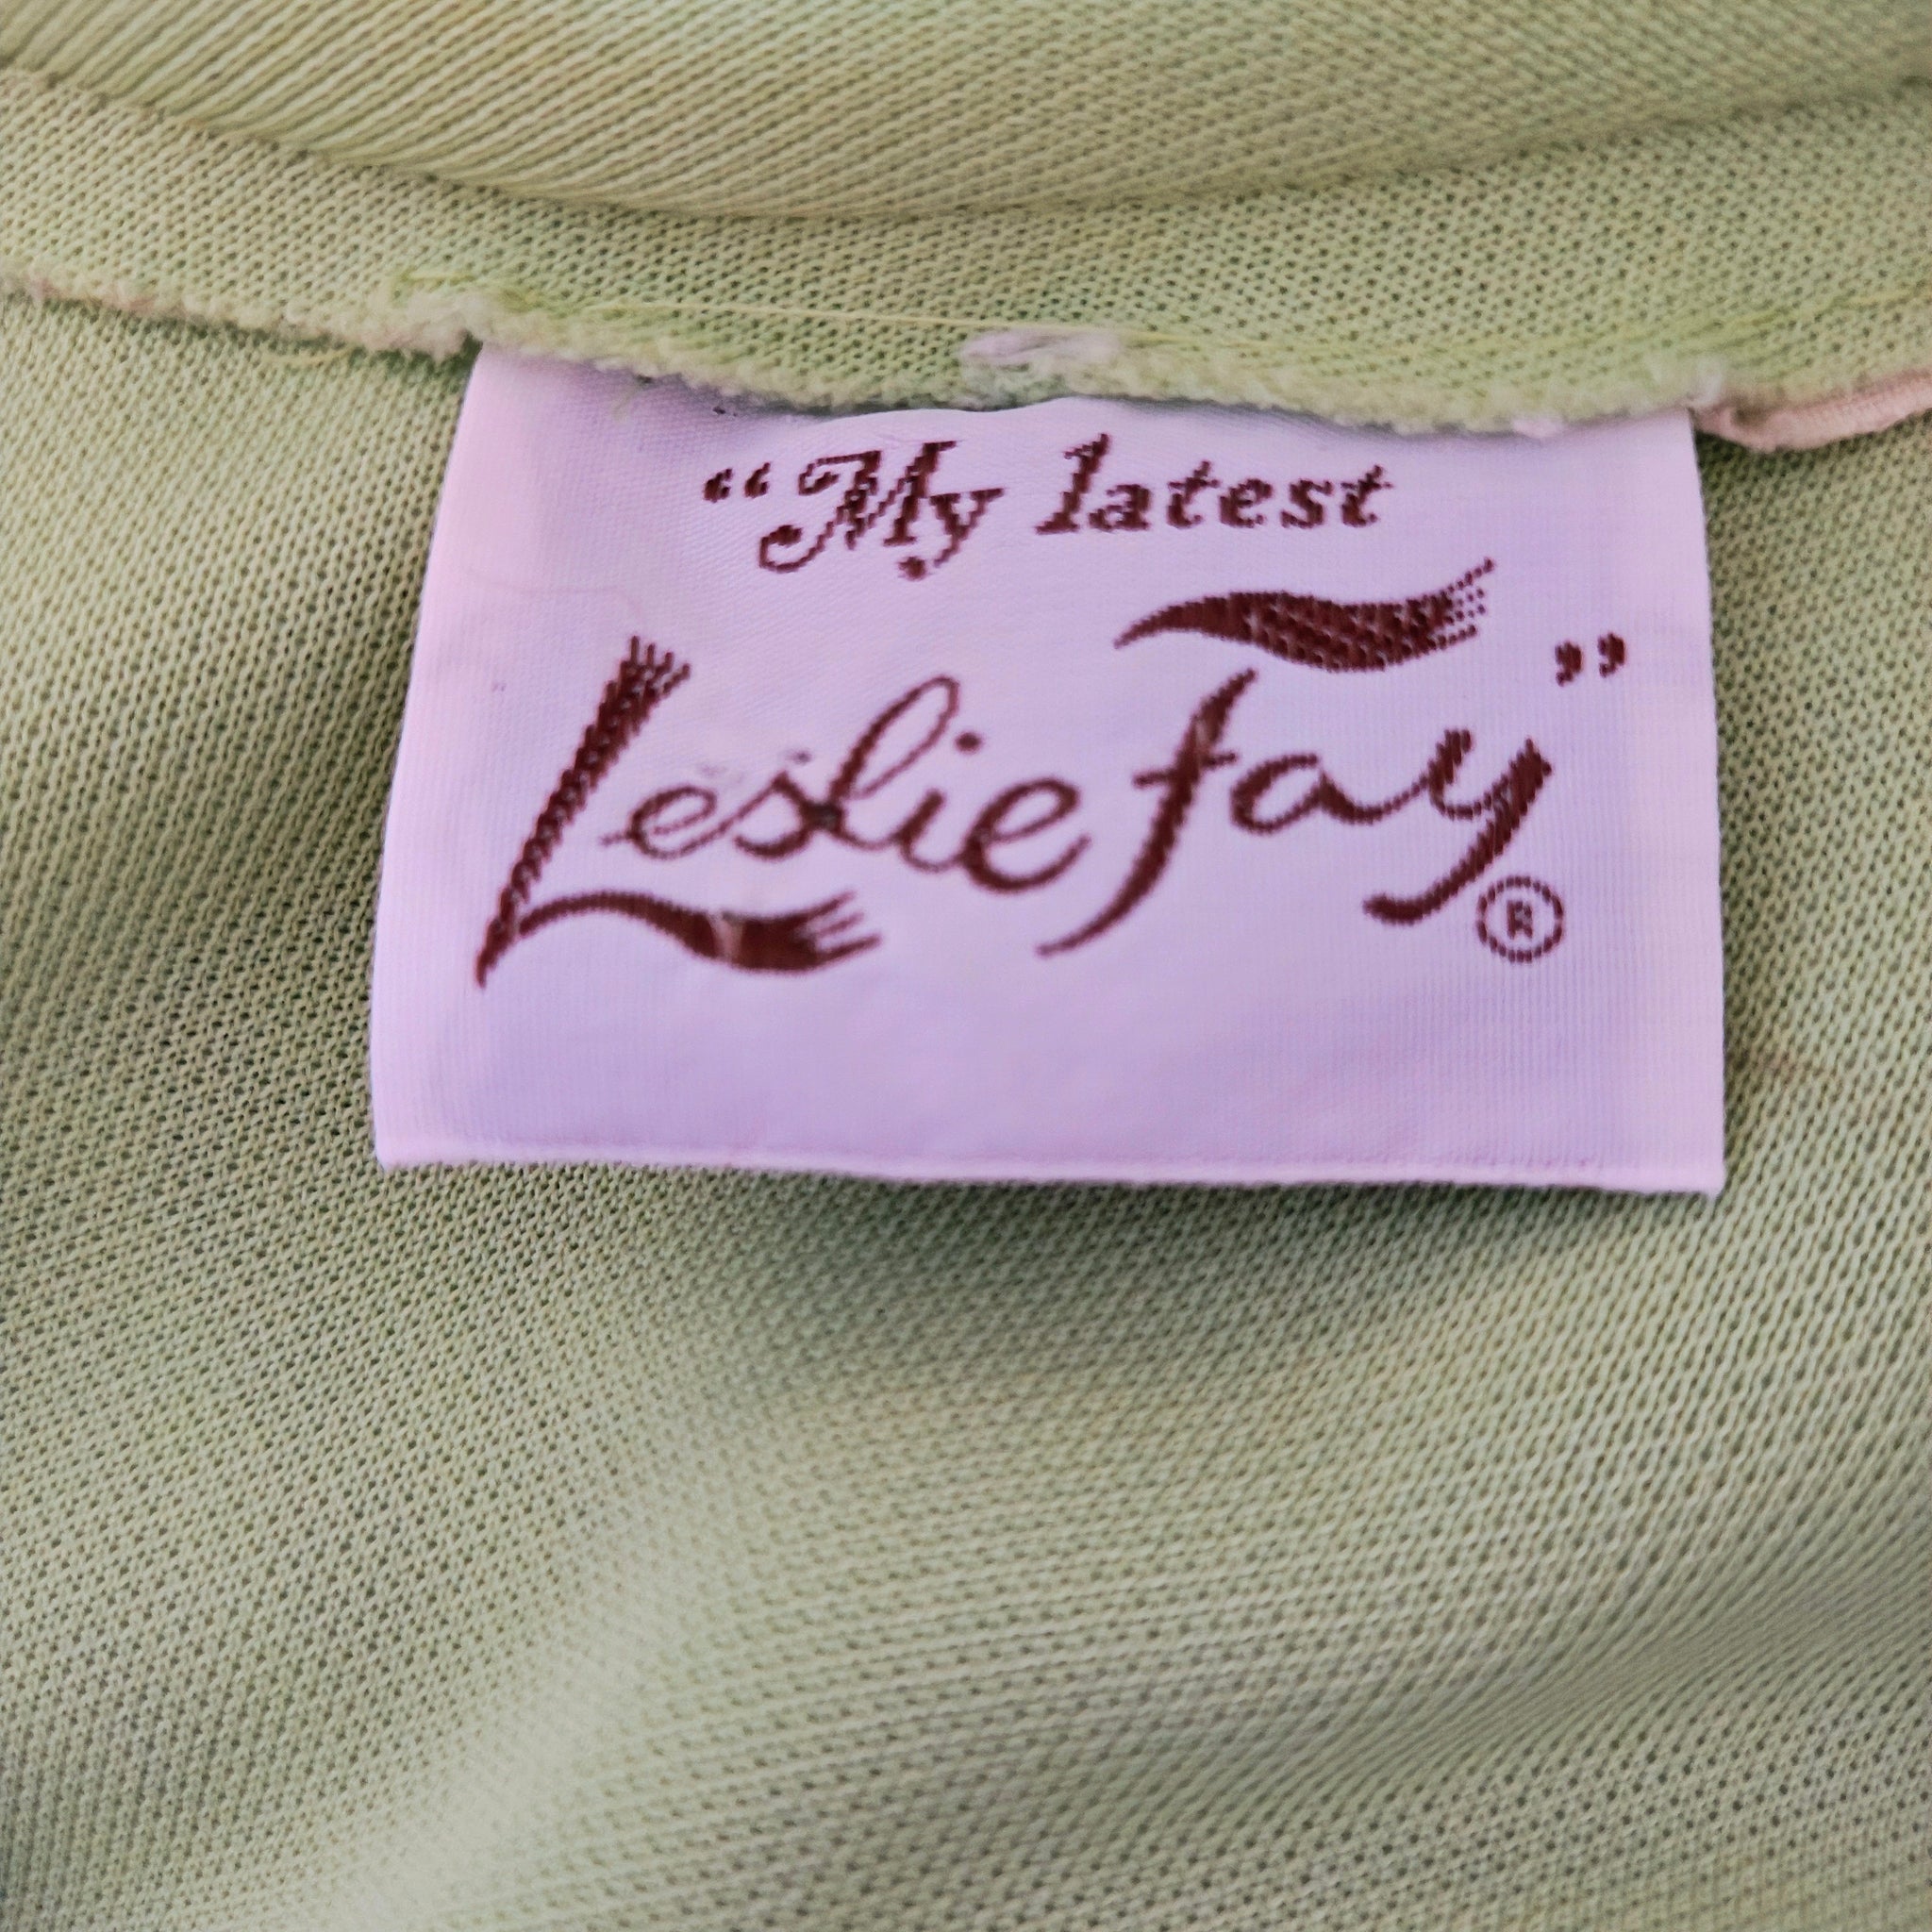 “My latest
Leslie Fay”
®